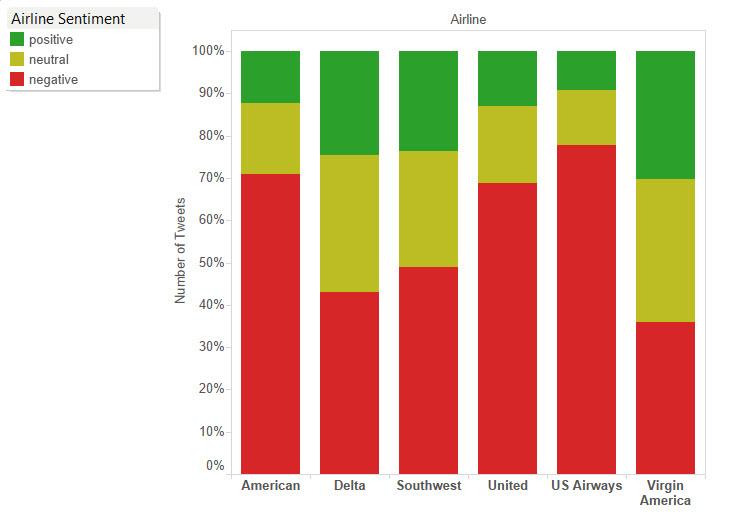 Airline Sentiment
positive
neutral
negative
Airline
Number of Tweets
100%
90%
80%
70%
60%
50%
40%
30%
20%
10%
0%
American Delta Southwest United US Airways Virgin
America